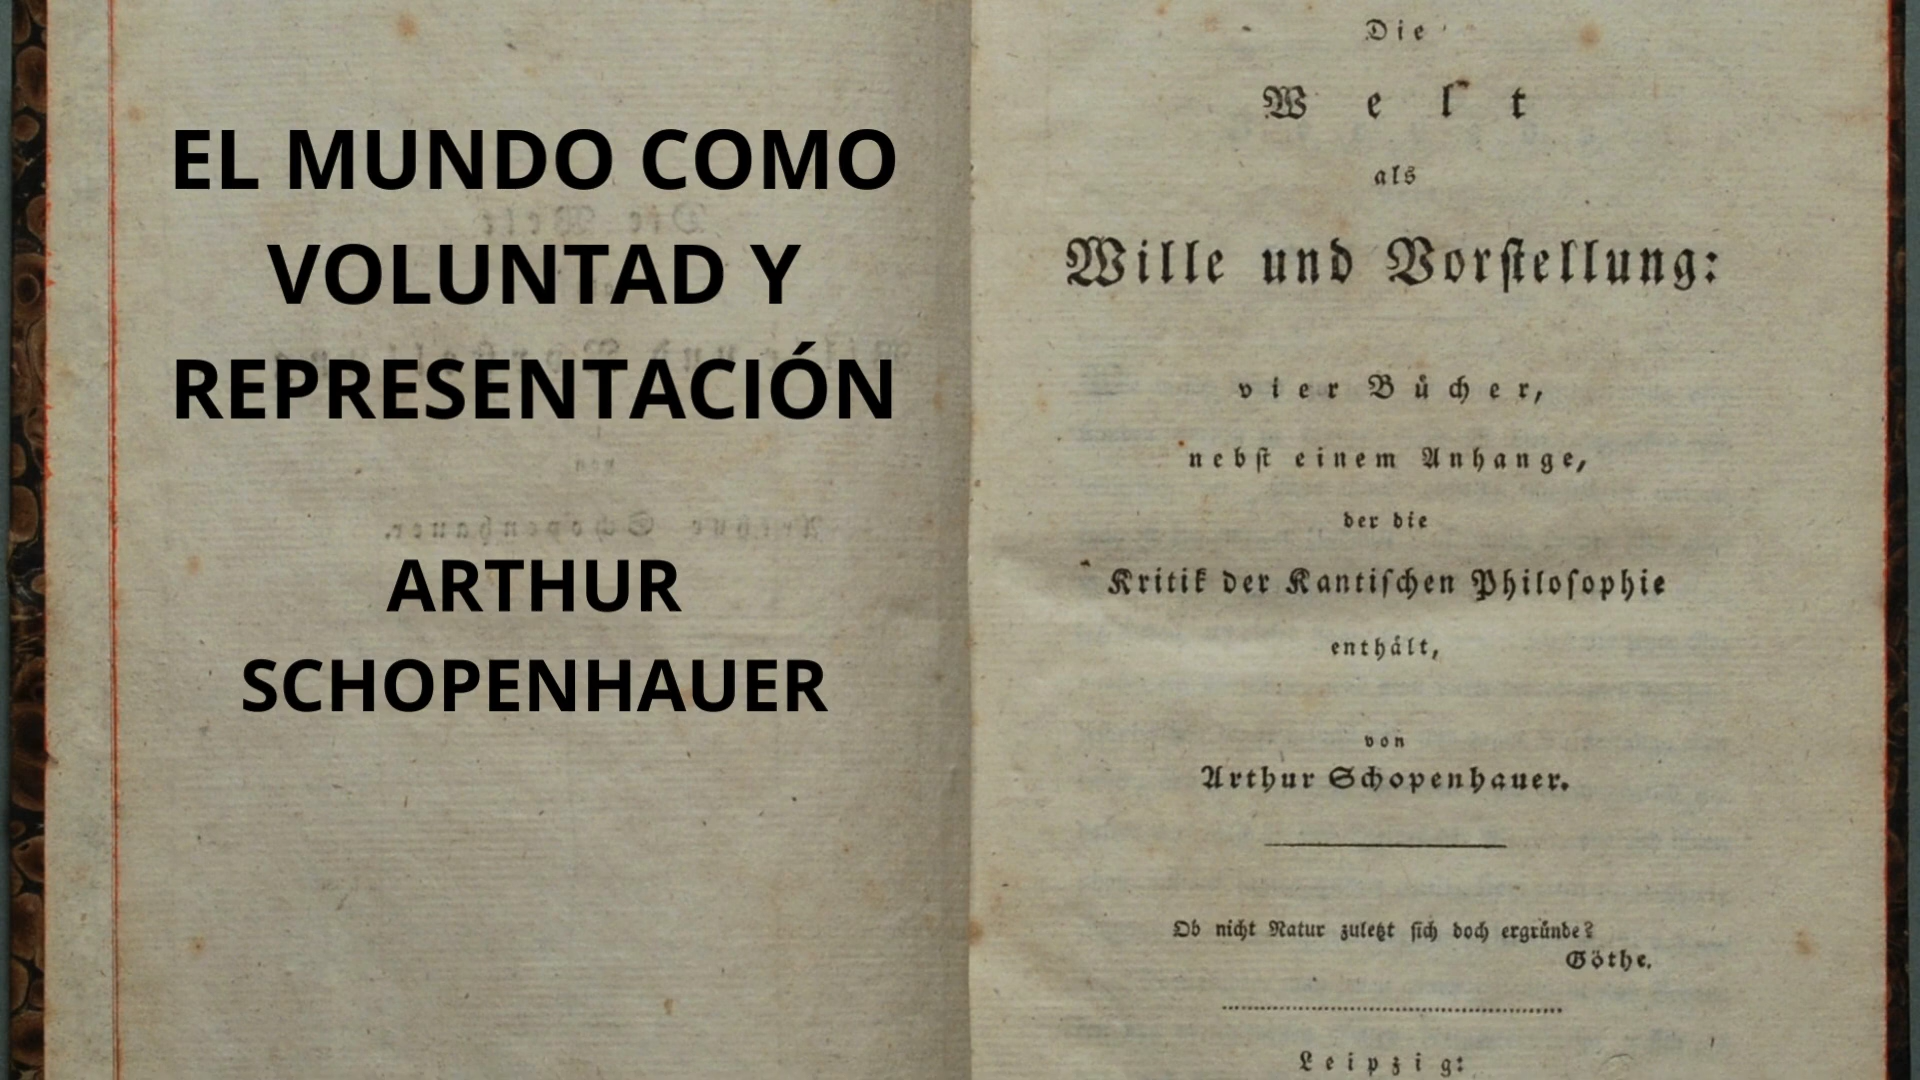 EL MUNDO COMO
VOLUNTAD Y
REPRESENTACIÓN
ARTHUR
SCHOPENHAUER
Die
Welt
als
Wille und Vorſtellung:
vier Bücher,
nebſt einem Anhange,
der die
Kritik der Kantiſchen Philoſophie
enthält,
von
Arthur Schopenhauer.
Ob nicht Natur zuletzt ſich doch ergründe?
Göthe.
Leipzig: